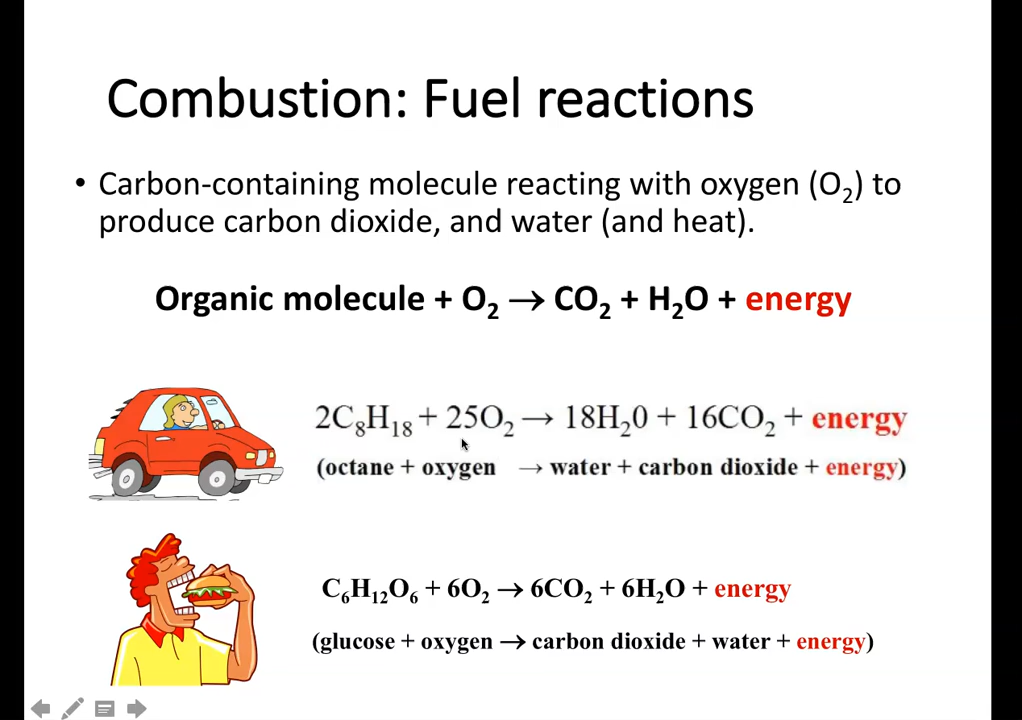 Combustion: Fuel reactions
• Carbon-containing molecule reacting with oxygen (O₂) to
produce carbon dioxide, and water (and heat).
Organic molecule + O₂ → CO₂ + H₂O + energy
2C₈H₁₈ + 25O₂ → 18H₂0 + 16CO₂ + energy
(octane + oxygen → water + carbon dioxide + energy)
C₆H₁₂O₆ + 6O₂ → 6CO₂ + 6H₂O + energy
(glucose + oxygen → carbon dioxide + water + energy)